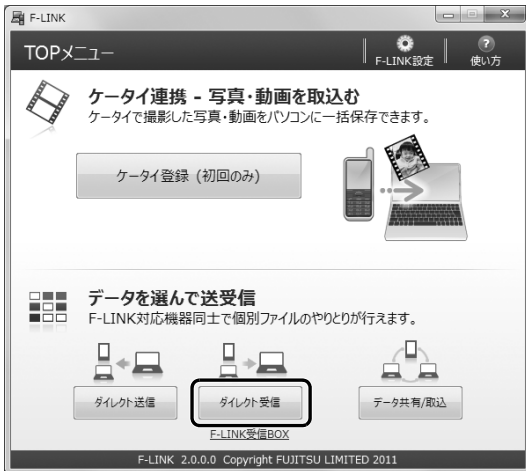 F-LINK
TOPメニュー
F-LINK設定
?
使い方
ケータイ連携 - 写真・動画を取込む
ケータイで撮影した写真・動画をパソコンに一括保存できます。
ケータイ登録 (初回のみ)
データを選んで送受信
F-LINK対応機器同士で個別ファイルのやりとりが行えます。
ダイレクト送信
ダイレクト受信
データ共有/取込
F-LINK受信BOX
F-LINK 2.0.0.0 Copyright FUJITSU LIMITED 2011